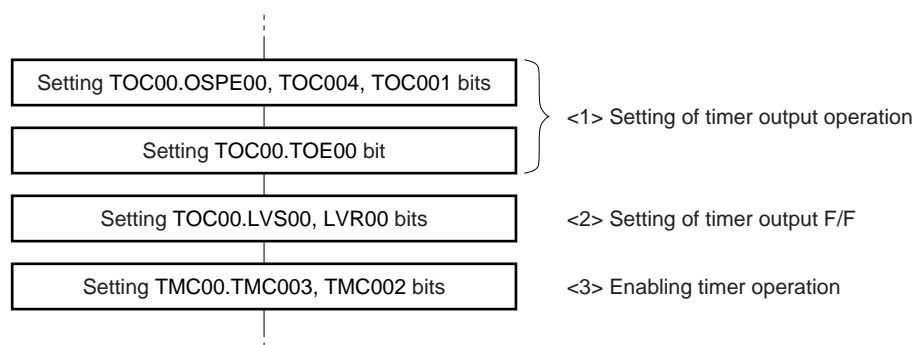 Setting TOC00.OSPE00, TOC004, TOC001 bits
<1> Setting of timer output operation
Setting TOC00.TOE00 bit
Setting TOC00.LVS00, LVR00 bits
<2> Setting of timer output F/F
Setting TMC00.TMC003, TMC002 bits
<3> Enabling timer operation